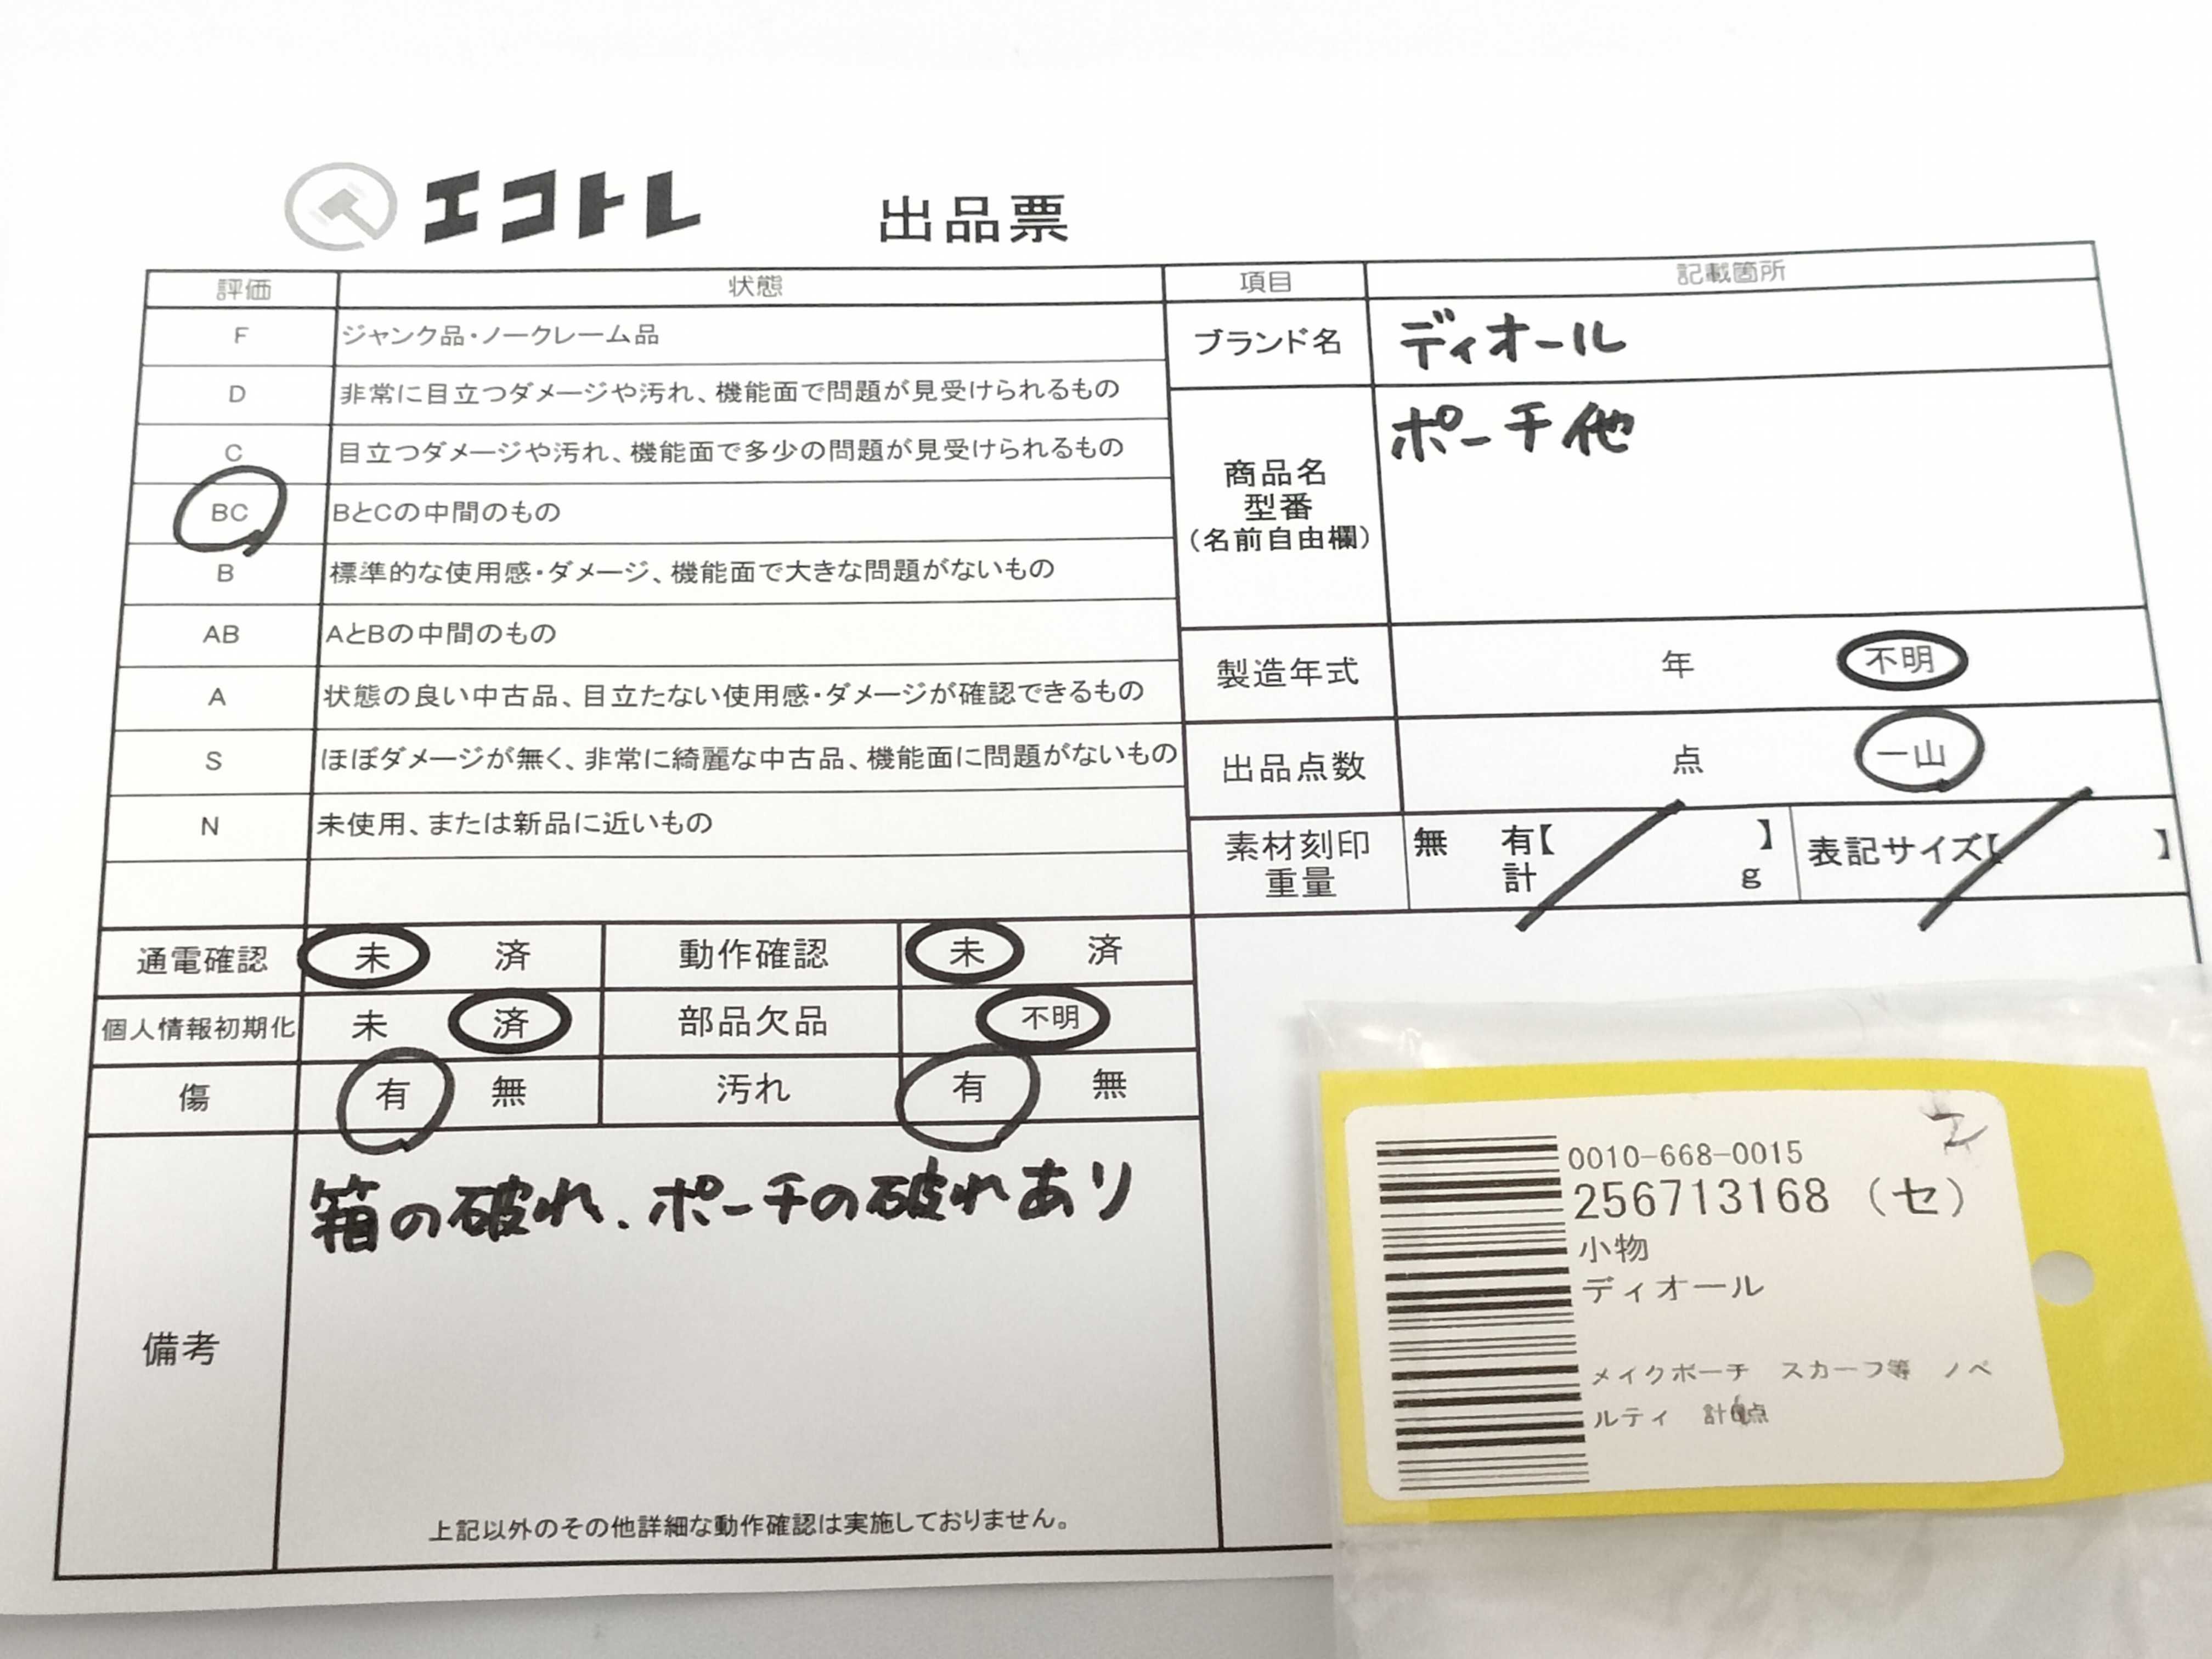 エコトレ 出品票
評価 状態 項目 記載箇所
F ジャンク品・ノークレーム品
D 非常に目立つダメージや汚れ、機能面で問題が見受けられるもの
C 目立つダメージや汚れ、機能面で多少の問題が見受けられるもの
BC BとCの中間のもの
B 標準的な使用感・ダメージ、機能面で大きな問題がないもの
AB AとBの中間のもの
A 状態の良い中古品、目立たない使用感・ダメージが確認できるもの
S ほぼダメージが無く、非常に綺麗な中古品、機能面に問題がないもの
N 未使用、または新品に近いもの
ブランド名 ディオール
商品名
型番
(名前自由欄)
ポーチ他
製造年式 年 不明
出品点数 点 一山
素材刻印 無 有【 】 表記サイズ【 】
重量 計 g
通電確認 未 済 動作確認 未 済
個人情報初期化 未 済 部品欠品 不明
傷 有 無 汚れ 有 無
備考
箱の破れ、ポーチの破れあり
上記以外のその他詳細な動作確認は実施しておりません。
0010-668-0015
256713168 (セ)
小物
ディオール
メイクポーチ スカーフ等 ノベ
ルティ 計 点